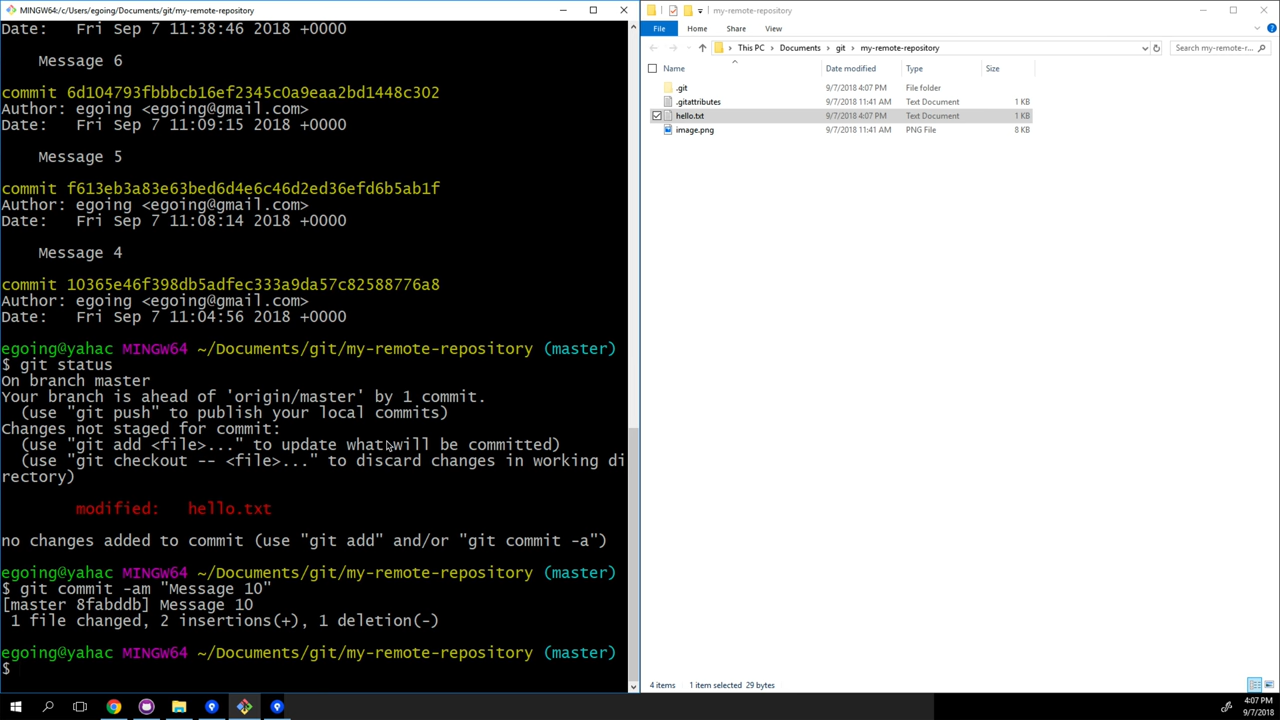 MINGW64:/c/Users/egoing/Documents/git/my-remote-repository
Date:   Fri Sep 7 11:38:46 2018 +0000
    Message 6
commit 6d104793fbbbcb16ef2345c0a9eaa2bd1448c302
Author: egoing <egoing@gmail.com>
Date:   Fri Sep 7 11:09:15 2018 +0000
    Message 5
commit f613eb3a83e63bed6d4e6c46d2ed36efd6b5ab1f
Author: egoing <egoing@gmail.com>
Date:   Fri Sep 7 11:08:14 2018 +0000
    Message 4
commit 10365e46f398db5adfec333a9da57c82588776a8
Author: egoing <egoing@gmail.com>
Date:   Fri Sep 7 11:04:56 2018 +0000
egoing@yahac MINGW64 ~/Documents/git/my-remote-repository (master)
$ git status
On branch master
Your branch is ahead of 'origin/master' by 1 commit.
  (use "git push" to publish your local commits)
Changes not staged for commit:
  (use "git add <file>..." to update what will be committed)
  (use "git checkout -- <file>..." to discard changes in working di
rectory)
        modified:   hello.txt
no changes added to commit (use "git add" and/or "git commit -a")
egoing@yahac MINGW64 ~/Documents/git/my-remote-repository (master)
$ git commit -am "Message 10"
[master 8fabddb] Message 10
 1 file changed, 2 insertions(+), 1 deletion(-)
egoing@yahac MINGW64 ~/Documents/git/my-remote-repository (master)
$
my-remote-repository
File Home Share View
This PC > Documents > git > my-remote-repository
Search my-remote-r...
Name Date modified Type Size
.git 9/7/2018 4:07 PM File folder
.gitattributes 9/7/2018 11:41 AM Text Document 1 KB
hello.txt 9/7/2018 4:07 PM Text Document 1 KB
image.png 9/7/2018 11:41 AM PNG File 8 KB
4 items 1 item selected 29 bytes
4:07 PM
9/7/2018